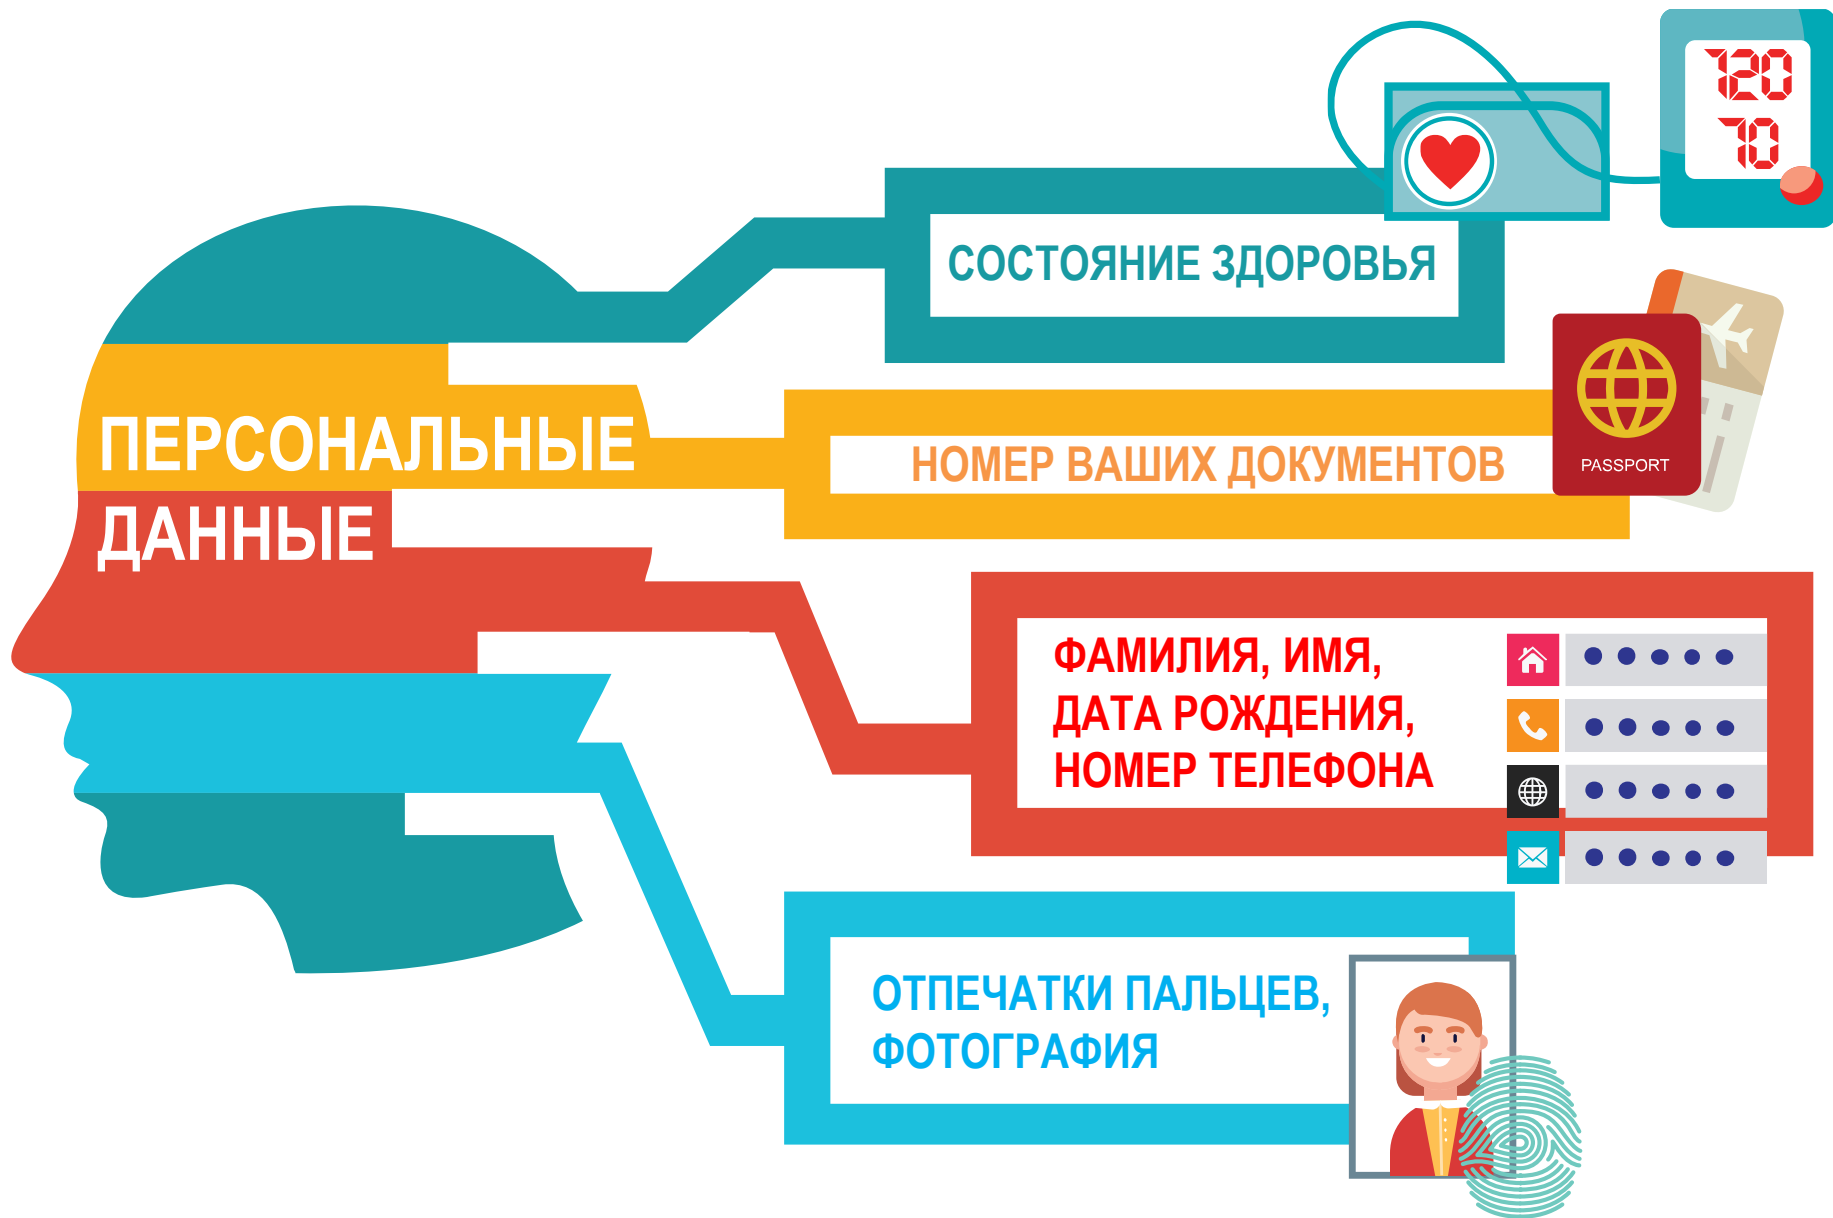 120
70
СОСТОЯНИЕ ЗДОРОВЬЯ
ПЕРСОНАЛЬНЫЕ
ДАННЫЕ
НОМЕР ВАШИХ ДОКУМЕНТОВ
PASSPORT
ФАМИЛИЯ, ИМЯ,
ДАТА РОЖДЕНИЯ,
НОМЕР ТЕЛЕФОНА
ОТПЕЧАТКИ ПАЛЬЦЕВ,
ФОТОГРАФИЯ